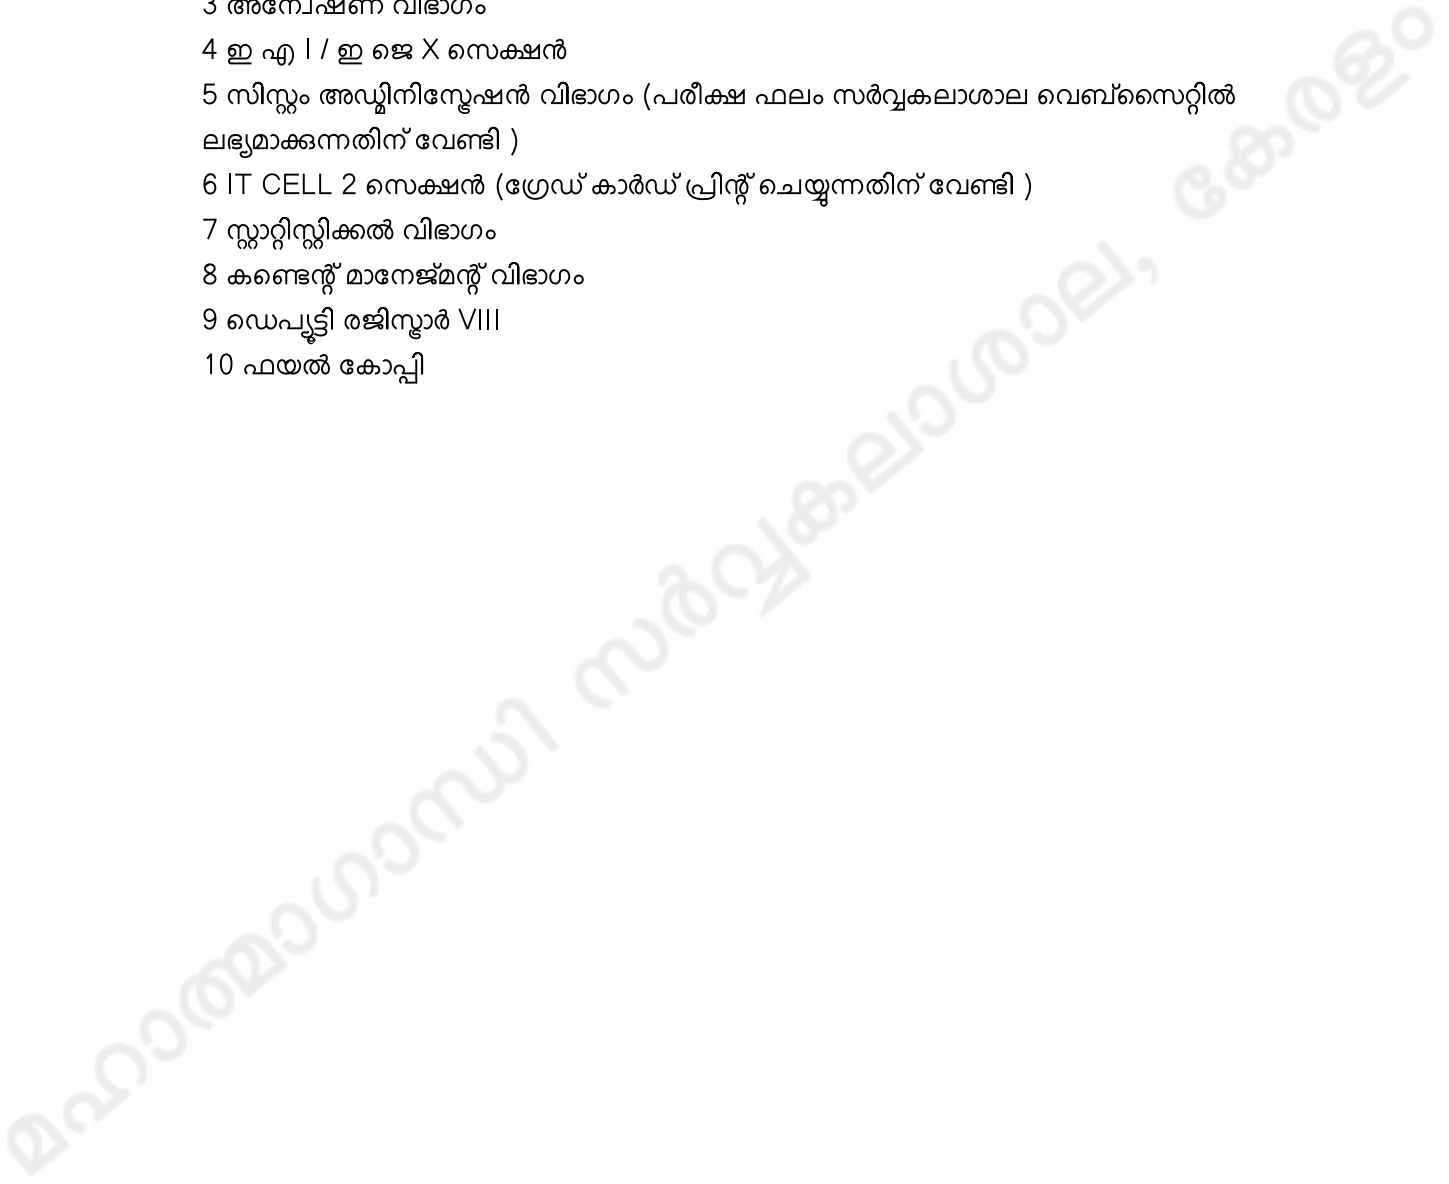 3 അന്വേഷണ വിഭാഗം
4 ഇ എ I / ഇ ജെ X സെക്ഷൻ
5 സിസ്റ്റം അഡ്മിനിസ്ട്രേഷൻ വിഭാഗം (പരീക്ഷ ഫലം സർവ്വകലാശാല വെബ്സൈറ്റിൽ
ലഭ്യമാക്കുന്നതിന് വേണ്ടി )
6 IT CELL 2 സെക്ഷൻ (ഗ്രേഡ് കാർഡ് പ്രിന്റ് ചെയ്യുന്നതിന് വേണ്ടി )
7 സ്റ്റാറ്റിസ്റ്റിക്കൽ വിഭാഗം
8 കണ്ടെന്റ് മാനേജ്മന്റ് വിഭാഗം
9 ഡെപ്യൂട്ടി രജിസ്ട്രാർ VIII
10 ഫയൽ കോപ്പി
മഹാത്മാഗാന്ധി സർവ്വകലാശാല, കേരളം